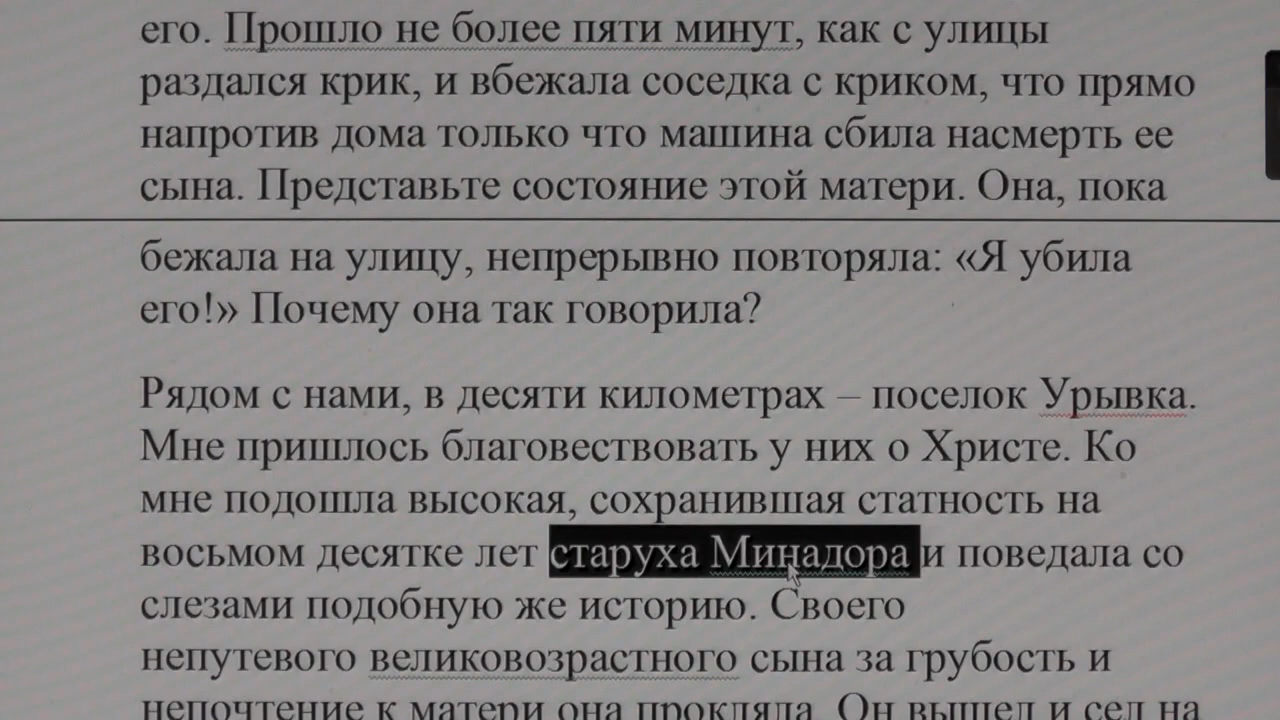 его. Прошло не более пяти минут, как с улицы
раздался крик, и вбежала соседка с криком, что прямо
напротив дома только что машина сбила насмерть ее
сына. Представьте состояние этой матери. Она, пока
бежала на улицу, непрерывно повторяла: «Я убила
его!» Почему она так говорила?
Рядом с нами, в десяти километрах – поселок Урывка.
Мне пришлось благовествовать у них о Христе. Ко
мне подошла высокая, сохранившая статность на
восьмом десятке лет старуха Минадора и поведала со
слезами подобную же историю. Своего
непутевого великовозрастного сына за грубость и
непочтение к матери она прокляла. Он вышел и сел на